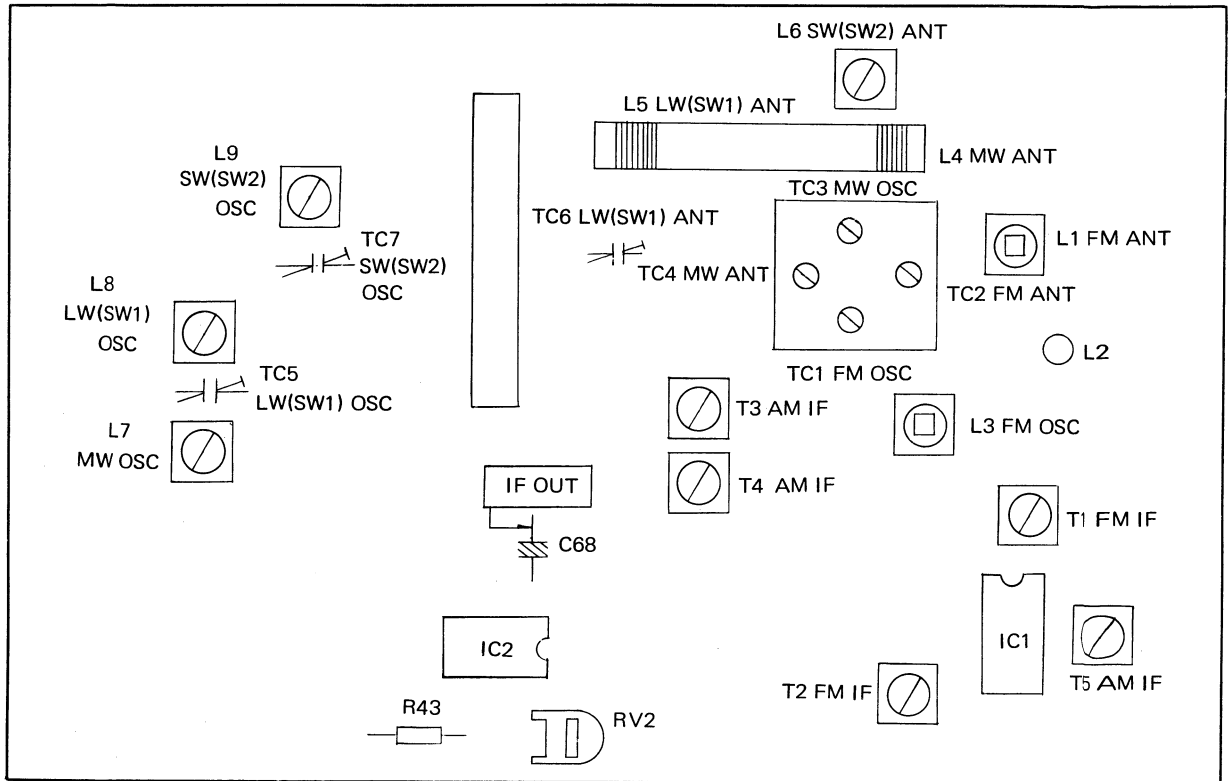 L6 SW(SW2) ANT
L5 LW(SW1) ANT
L4 MW ANT
L9
SW(SW2)
OSC
TC3 MW OSC
TC6 LW(SW1) ANT
TC7
SW(SW2)
OSC
TC4 MW ANT
L1 FM ANT
TC2 FM ANT
L8
LW(SW1)
OSC
L2
TC1 FM OSC
TC5
LW(SW1) OSC
T3 AM IF
L3 FM OSC
L7
MW OSC
IF OUT
T4 AM IF
T1 FM IF
C68
IC2
IC1
T5 AM IF
T2 FM IF
R43
RV2